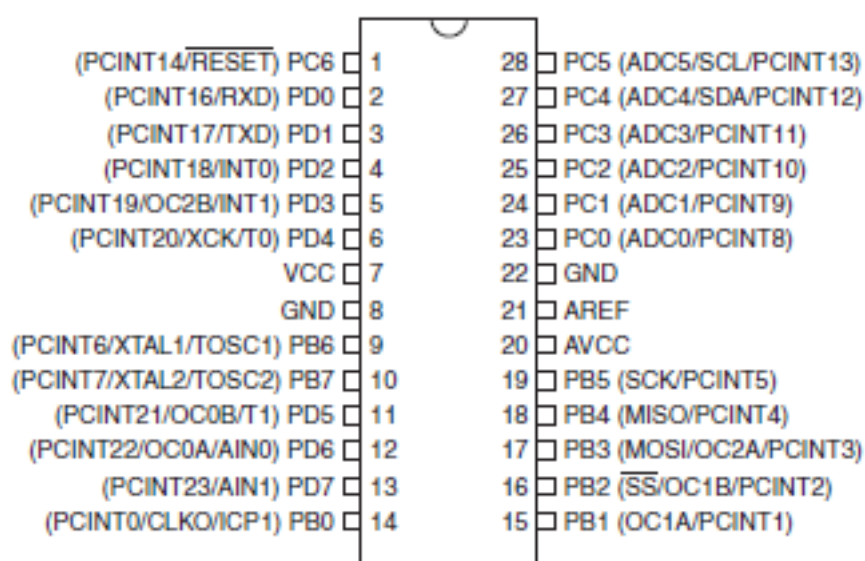 (PCINT14/RESET) PC6 1 28 PC5 (ADC5/SCL/PCINT13)
(PCINT16/RXD) PD0 2 27 PC4 (ADC4/SDA/PCINT12)
(PCINT17/TXD) PD1 3 26 PC3 (ADC3/PCINT11)
(PCINT18/INT0) PD2 4 25 PC2 (ADC2/PCINT10)
(PCINT19/OC2B/INT1) PD3 5 24 PC1 (ADC1/PCINT9)
(PCINT20/XCK/T0) PD4 6 23 PC0 (ADC0/PCINT8)
VCC 7 22 GND
GND 8 21 AREF
(PCINT6/XTAL1/TOSC1) PB6 9 20 AVCC
(PCINT7/XTAL2/TOSC2) PB7 10 19 PB5 (SCK/PCINT5)
(PCINT21/OC0B/T1) PD5 11 18 PB4 (MISO/PCINT4)
(PCINT22/OC0A/AIN0) PD6 12 17 PB3 (MOSI/OC2A/PCINT3)
(PCINT23/AIN1) PD7 13 16 PB2 (SS/OC1B/PCINT2)
(PCINT0/CLKO/ICP1) PB0 14 15 PB1 (OC1A/PCINT1)